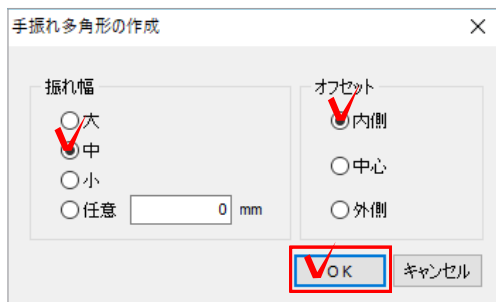 手振れ多角形の作成
振れ幅
大
中
小
任意 0 mm
オフセット
内側
中心
外側
OK キャンセル